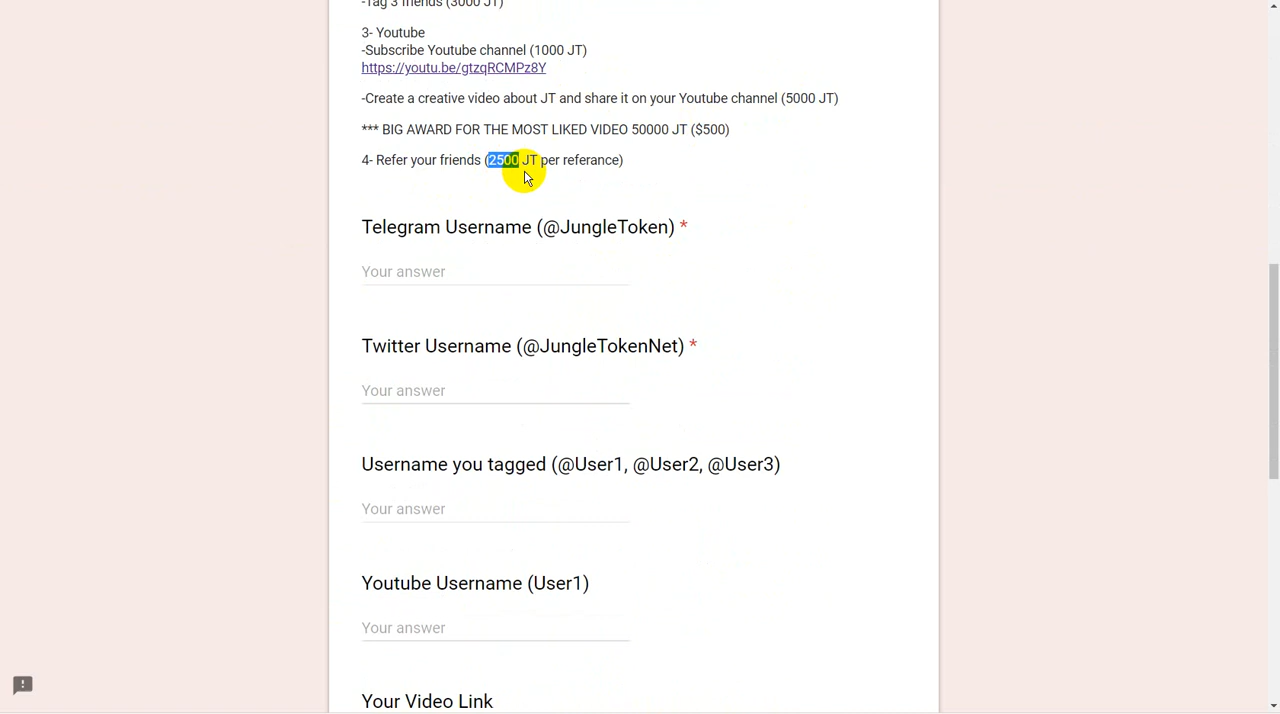 -Tag 3 friends (3000 JT)
3- Youtube
-Subscribe Youtube channel (1000 JT)
https://youtu.be/gtzqRCMPz8Y
-Create a creative video about JT and share it on your Youtube channel (5000 JT)
*** BIG AWARD FOR THE MOST LIKED VIDEO 50000 JT ($500)
4- Refer your friends (2500 JT per referance)
Telegram Username (@JungleToken) *
Your answer
Twitter Username (@JungleTokenNet) *
Your answer
Username you tagged (@User1, @User2, @User3)
Your answer
Youtube Username (User1)
Your answer
Your Video Link